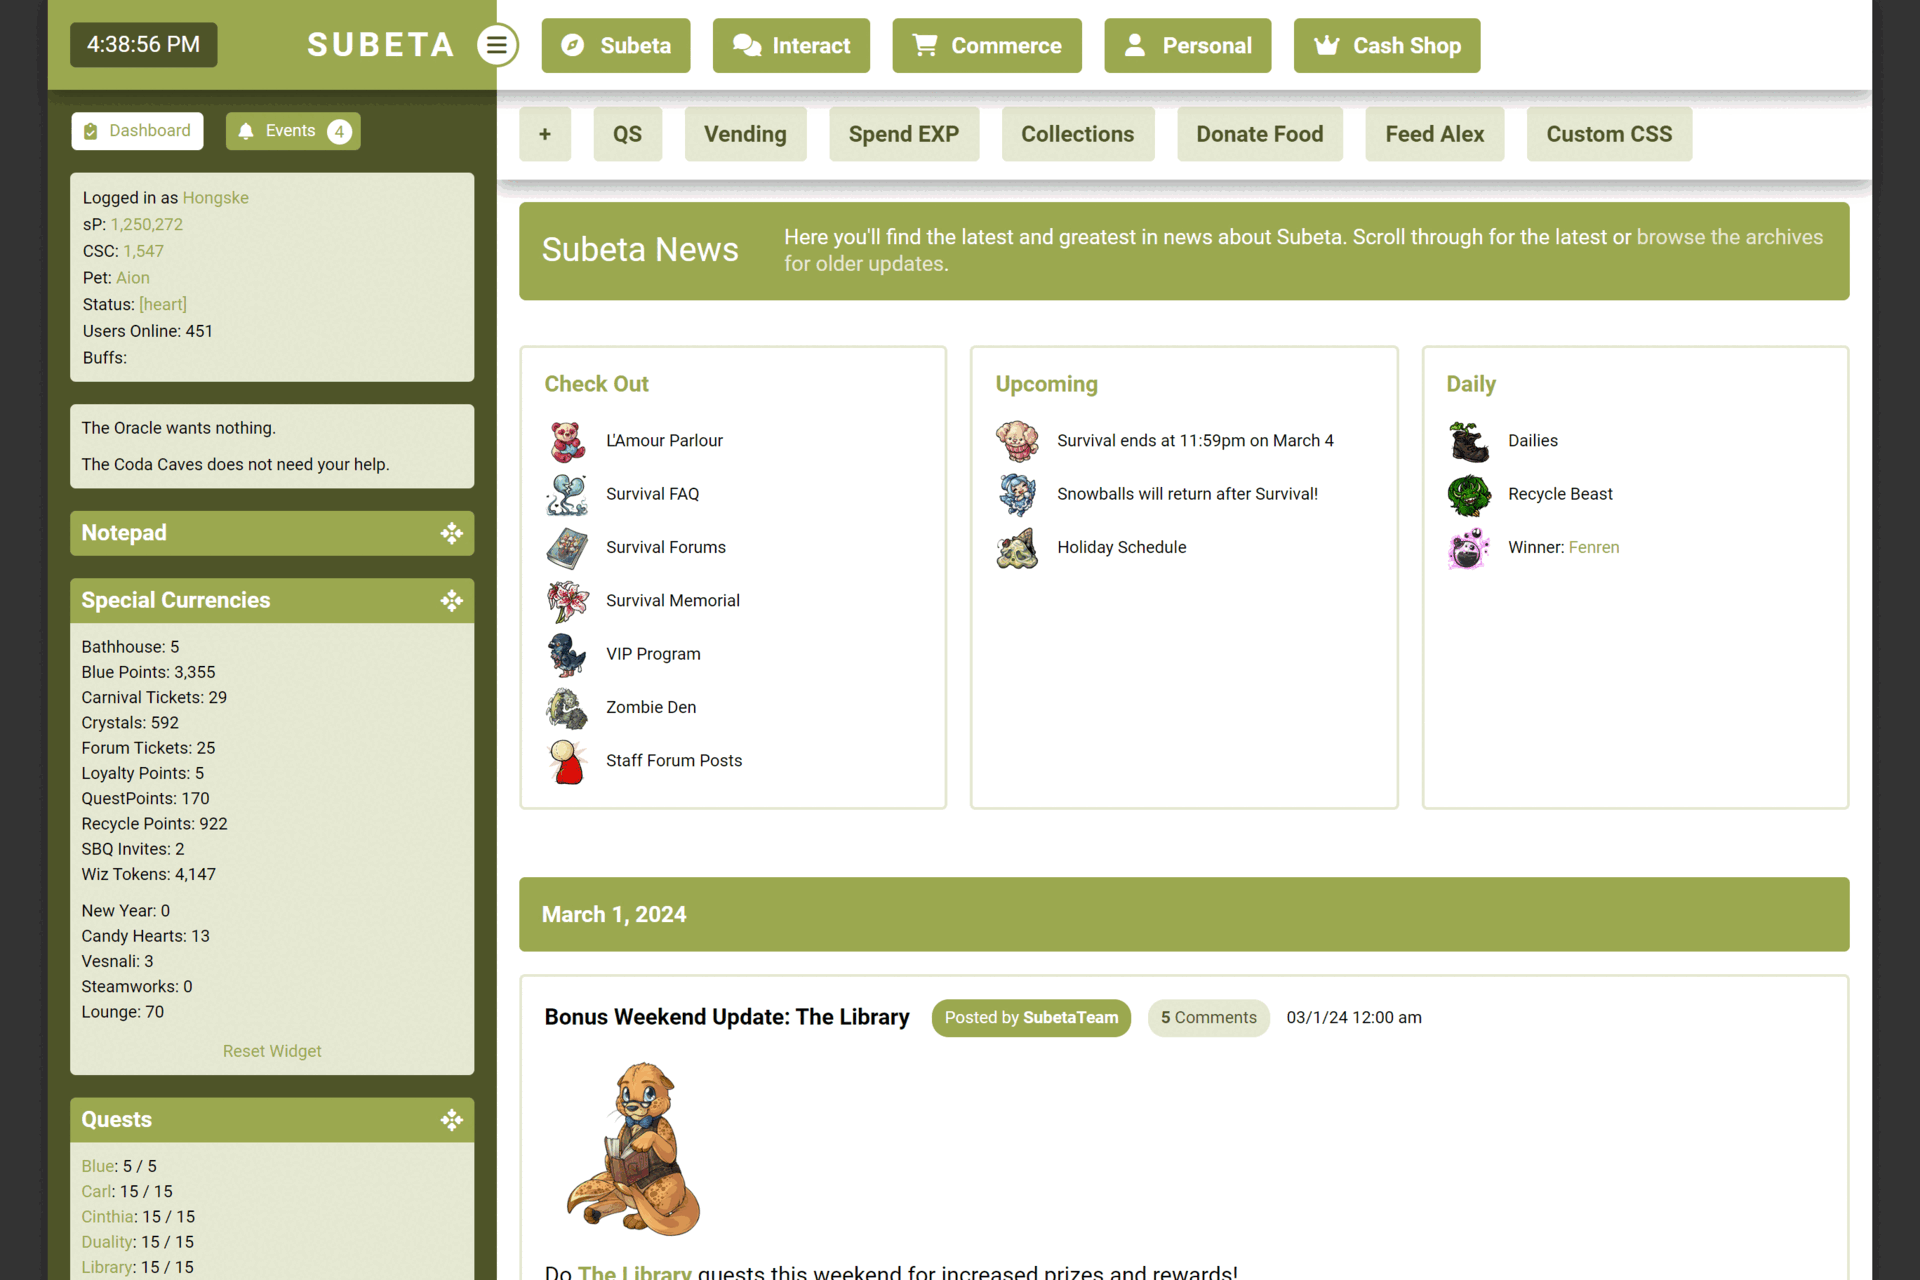 4:38:56 PM
SUBETA
Subeta
Interact
Commerce
Personal
Cash Shop
Dashboard
Events 4
+
QS
Vending
Spend EXP
Collections
Donate Food
Feed Alex
Custom CSS
Logged in as Hongske
sP: 1,250,272
CSC: 1,547
Pet: Aion
Status: [heart]
Users Online: 451
Buffs:
The Oracle wants nothing.
The Coda Caves does not need your help.
Notepad
Special Currencies
Bathhouse: 5
Blue Points: 3,355
Carnival Tickets: 29
Crystals: 592
Forum Tickets: 25
Loyalty Points: 5
QuestPoints: 170
Recycle Points: 922
SBQ Invites: 2
Wiz Tokens: 4,147
New Year: 0
Candy Hearts: 13
Vesnali: 3
Steamworks: 0
Lounge: 70
Reset Widget
Quests
Blue: 5 / 5
Carl: 15 / 15
Cinthia: 15 / 15
Duality: 15 / 15
Library: 15 / 15
Subeta News
Here you'll find the latest and greatest in news about Subeta. Scroll through for the latest or browse the archives
for older updates.
Check Out
L'Amour Parlour
Survival FAQ
Survival Forums
Survival Memorial
VIP Program
Zombie Den
Staff Forum Posts
Upcoming
Survival ends at 11:59pm on March 4
Snowballs will return after Survival!
Holiday Schedule
Daily
Dailies
Recycle Beast
Winner: Fenren
March 1, 2024
Bonus Weekend Update: The Library
Posted by SubetaTeam
5 Comments
03/1/24 12:00 am
Do The Library quests this weekend for increased prizes and rewards!